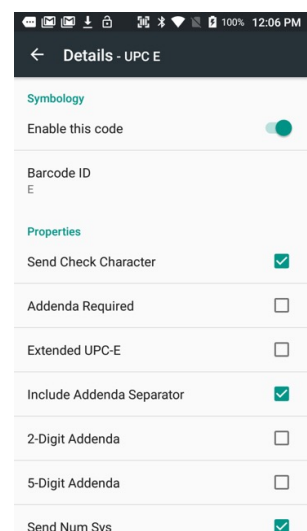 100% 12:06 PM
Details - UPC E
Symbology
Enable this code
Barcode ID
E
Properties
Send Check Character
Addenda Required
Extended UPC-E
Include Addenda Separator
2-Digit Addenda
5-Digit Addenda
Send Num Sys